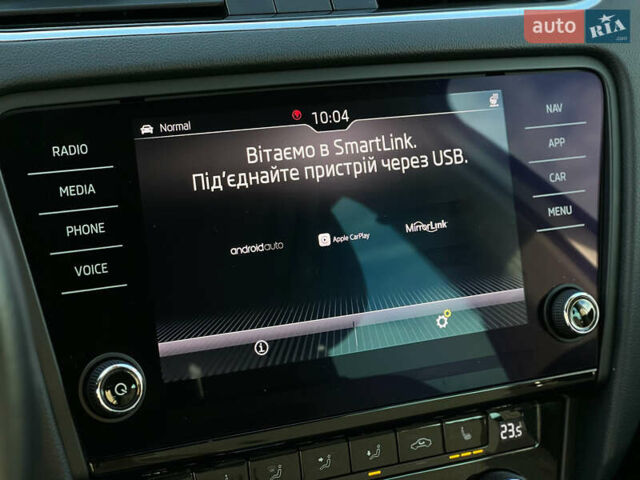 auto RIA.com
Normal
10:04
RADIO
MEDIA
PHONE
VOICE
NAV
APP
CAR
MENU
Вітаємо в SmartLink.
Під'єднайте пристрій через USB.
androidauto
Apple CarPlay
MirrorLink
23.5